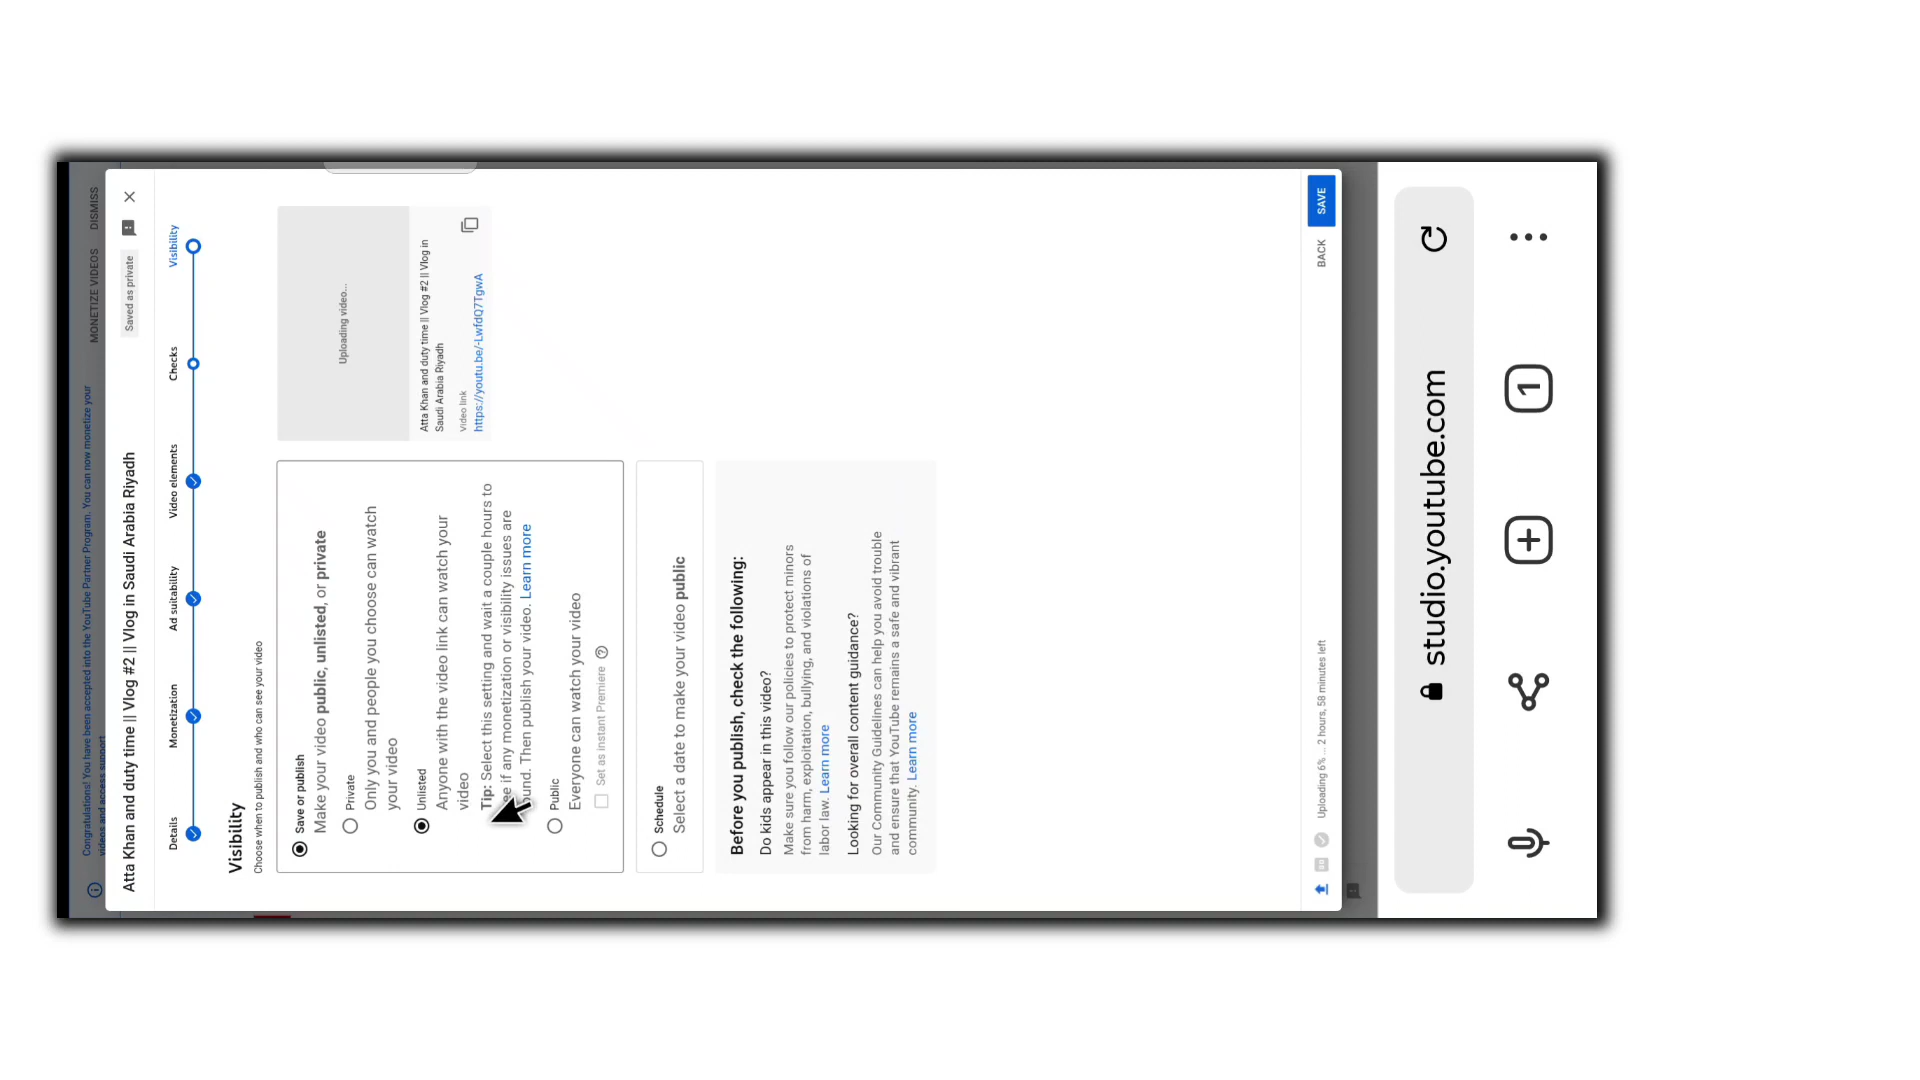 Congratulations! You have been accepted into the YouTube Partner Program. You can now monetize your
videos and access support
MONETIZE VIDEOS
DISMISS
Atta Khan and duty time || Vlog #2 || Vlog in Saudi Arabia Riyadh
Saved as private
Details
Monetization
Ad suitability
Video elements
Checks
Visibility
Visibility
Choose when to publish and who can see your video
Save or publish
Make your video public, unlisted, or private
Private
Only you and people you choose can watch
your video
Unlisted
Anyone with the video link can watch your
video
Tip: Select this setting and wait a couple hours to
if any monetization or visibility issues are
Then publish your video. Learn more
Public
Everyone can watch your video
Set as instant Premiere
Schedule
Select a date to make your video public
Before you publish, check the following:
Do kids appear in this video?
Make sure you follow our policies to protect minors
from harm, exploitation, bullying, and violations of
labor law. Learn more
Looking for overall content guidance?
Our Community Guidelines can help you avoid trouble
and ensure that YouTube remains a safe and vibrant
community. Learn more
Uploading video...
Atta Khan and duty time || Vlog #2 || Vlog in
Saudi Arabia Riyadh
Video link
https://youtu.be/-LwfdQ7TgwA
Uploading 6% ... 2 hours, 58 minutes left
BACK
SAVE
studio.youtube.com
1